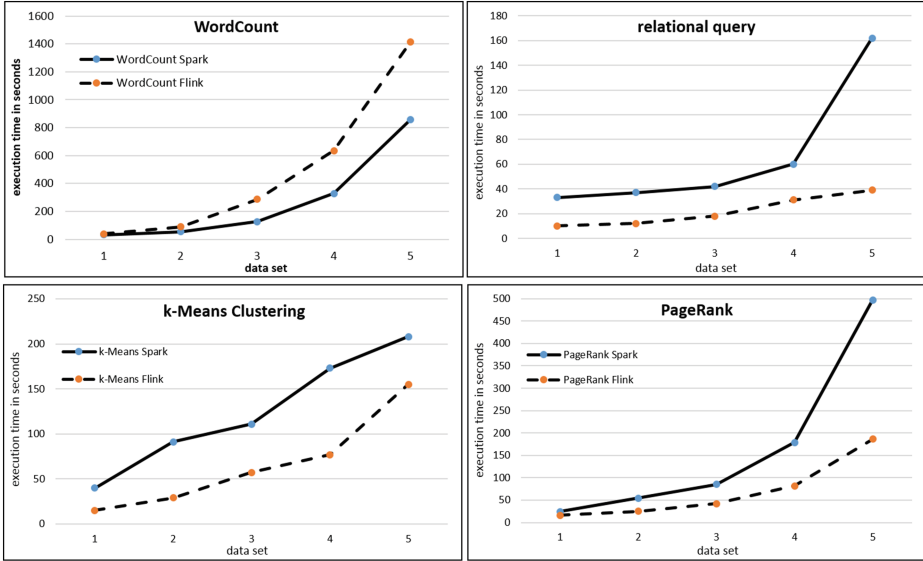 WordCount
execution time in seconds
1600
1400
1200
1000
800
600
400
200
0
WordCount Spark
WordCount Flink
1 2 3 4 5
data set
relational query
execution time in seconds
180
160
140
120
100
80
60
40
20
0
1 2 3 4 5
data set
k-Means Clustering
execution time in seconds
250
200
150
100
50
0
k-Means Spark
k-Means Flink
1 2 3 4 5
data set
PageRank
execution time in seconds
500
450
400
350
300
250
200
150
100
50
0
PageRank Spark
PageRank Flink
1 2 3 4 5
data set